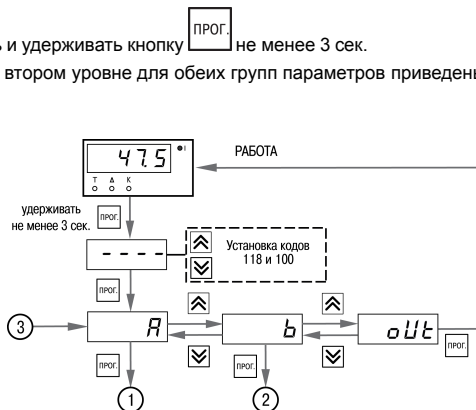 ПРОГ.
ь и удерживать кнопку не менее 3 сек.
втором уровне для обеих групп параметров приведены
47.5
I
РАБОТА
T Δ K
удерживать
не менее 3 сек.
ПРОГ.
- - - -
Установка кодов
118 и 100
ПРОГ.
3
A
b
oUt
ПРОГ.
ПРОГ.
ПРОГ.
1
2